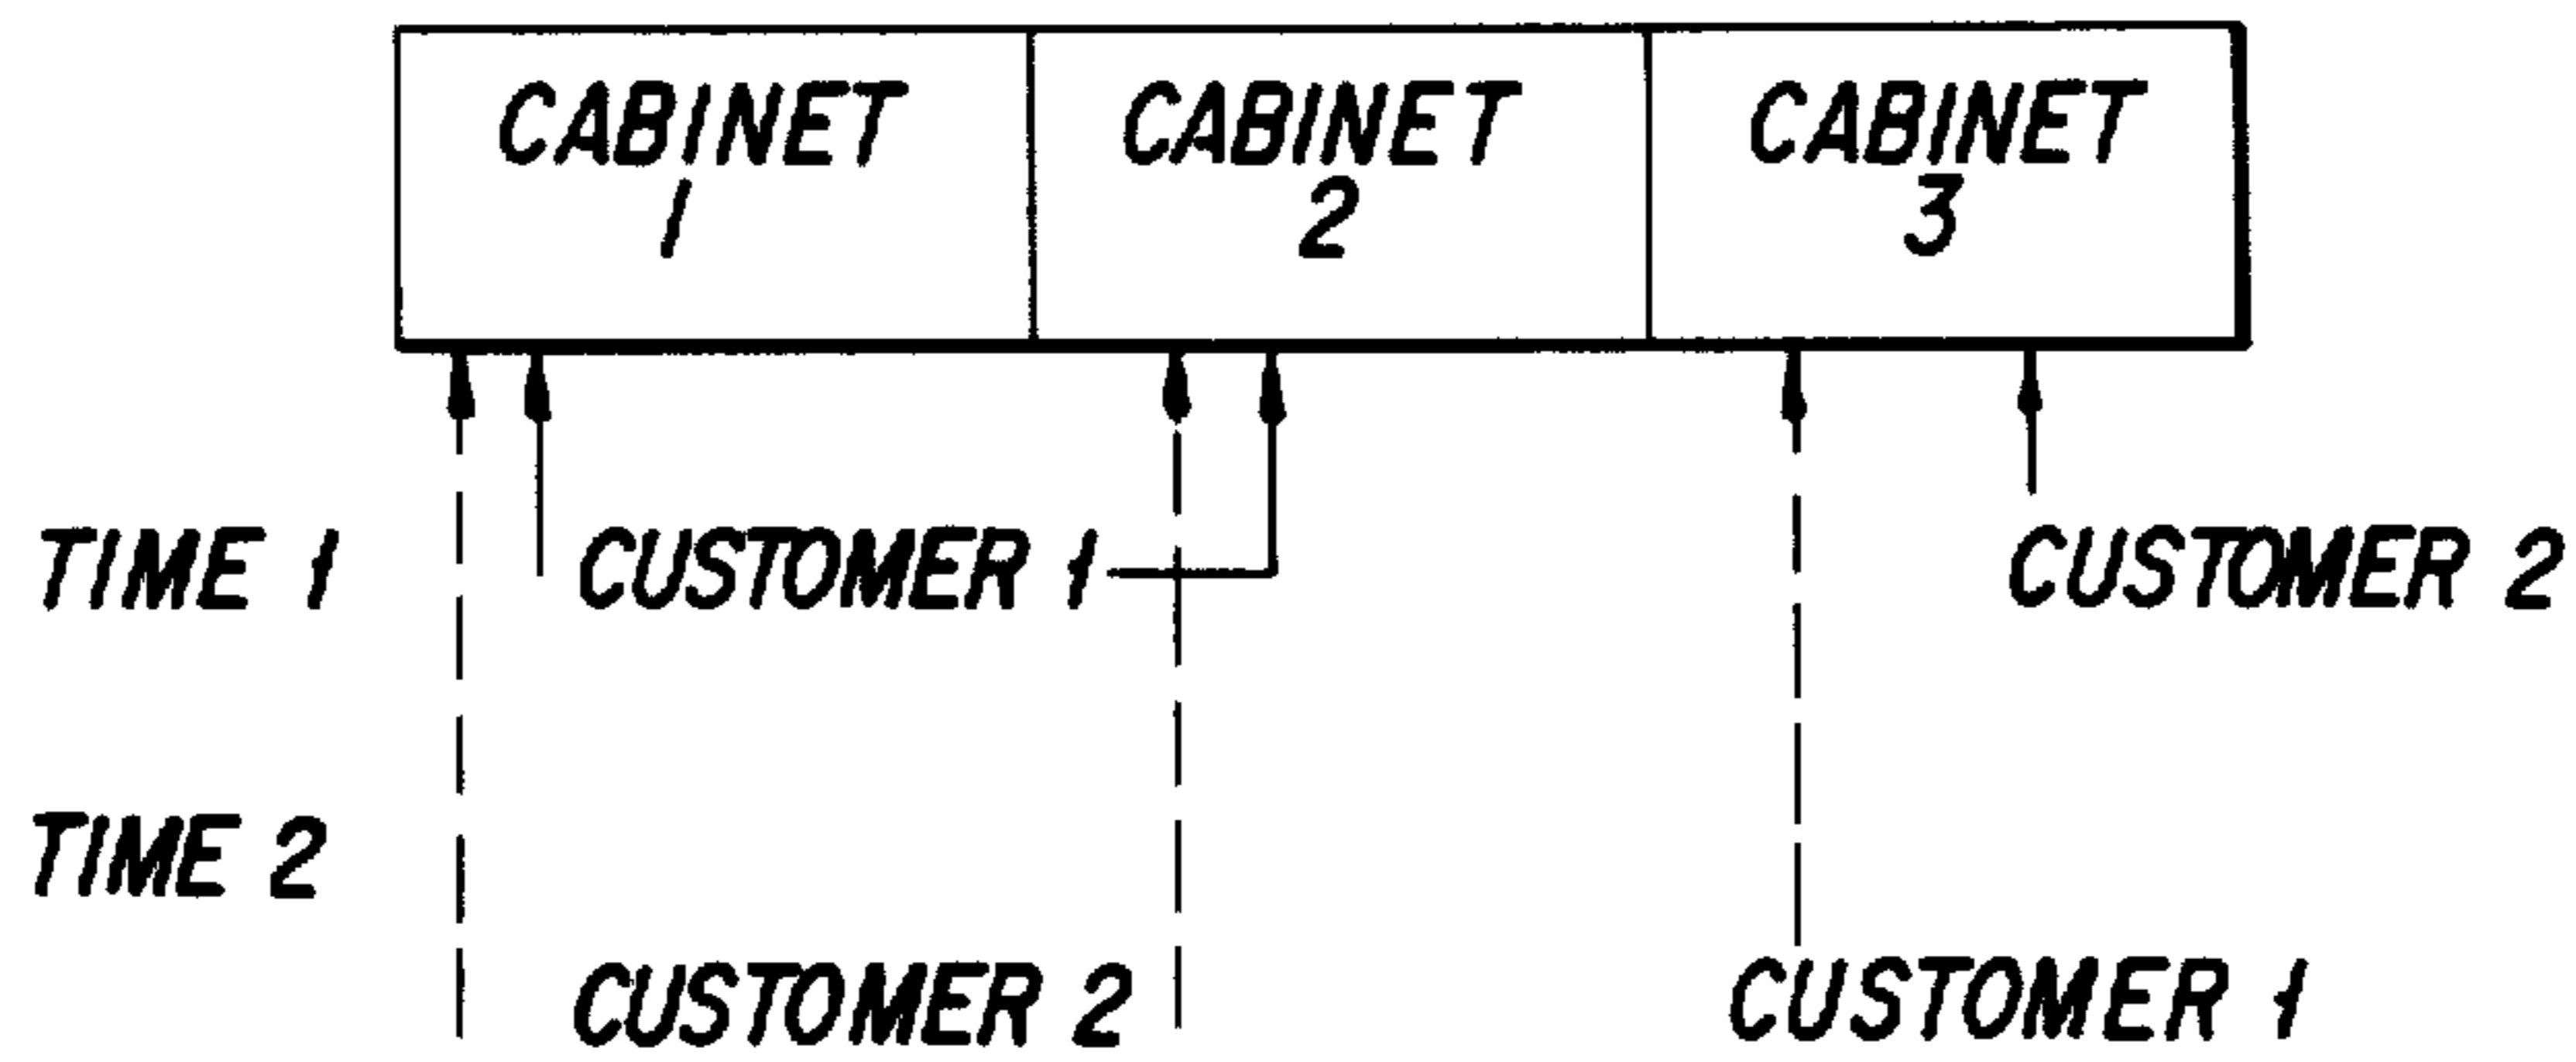 CABINET
1
CABINET
2
CABINET
3
TIME 1
CUSTOMER 1
CUSTOMER 2
TIME 2
CUSTOMER 2
CUSTOMER 1